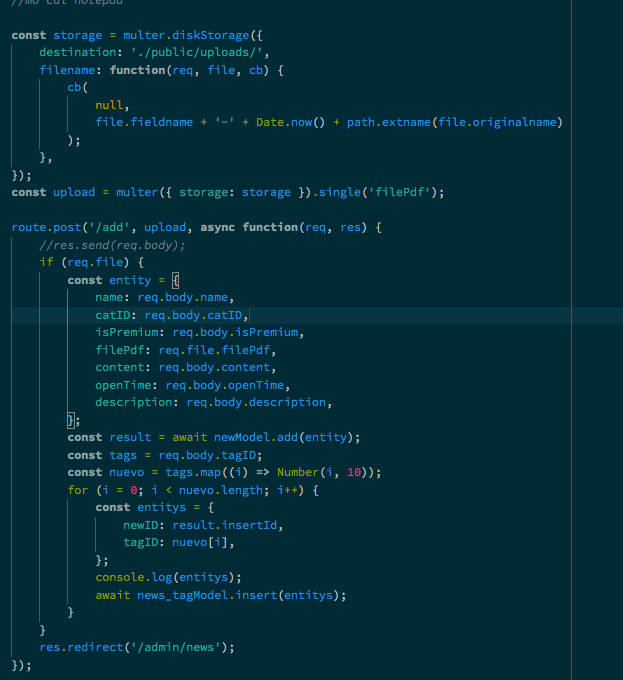 //mo cai notepad
const storage = multer.diskStorage({
    destination: './public/uploads/',
    filename: function(req, file, cb) {
        cb(
            null,
            file.fieldname + '-' + Date.now() + path.extname(file.originalname)
        );
    },
});
const upload = multer({ storage: storage }).single('filePdf');
route.post('/add', upload, async function(req, res) {
    //res.send(req.body);
    if (req.file) {
        const entity = {
            name: req.body.name,
            catID: req.body.catID,
            isPremium: req.body.isPremium,
            filePdf: req.file.filePdf,
            content: req.body.content,
            openTime: req.body.openTime,
            description: req.body.description,
        };
        const result = await newModel.add(entity);
        const tags = req.body.tagID;
        const nuevo = tags.map((i) => Number(i, 10));
        for (i = 0; i < nuevo.length; i++) {
            const entitys = {
                newID: result.insertId,
                tagID: nuevo[i],
            };
            console.log(entitys);
            await news_tagModel.insert(entitys);
        }
    }
    res.redirect('/admin/news');
});